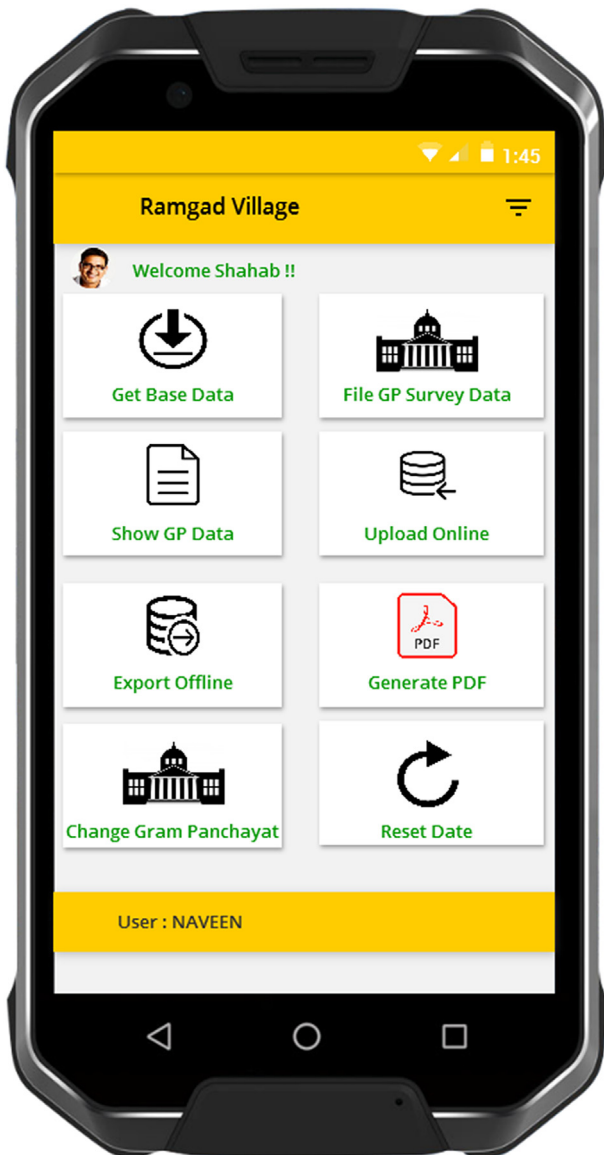 1:45
Ramgad Village
Welcome Shahab !!
Get Base Data
File GP Survey Data
Show GP Data
Upload Online
Export Offline
PDF
Generate PDF
Change Gram Panchayat
Reset Date
User : NAVEEN